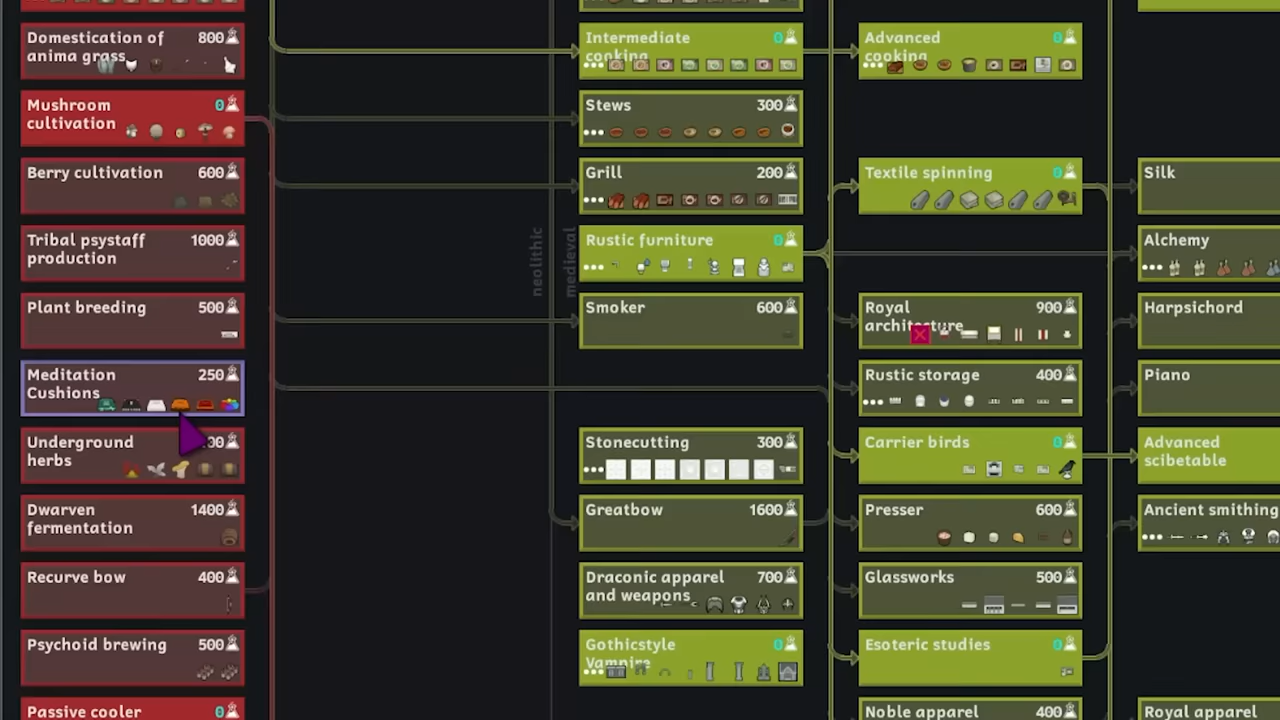 Domestication of
anima grass
800
Mushroom
cultivation
0
Berry cultivation
600
Tribal psystaff
production
1000
Plant breeding
500
Meditation
Cushions
250
Underground
herbs
Dwarven
fermentation
1400
Recurve bow
400
Psychoid brewing
500
Passive cooler
0
neolithic
medieval
Intermediate
cooking
0
Stews
300
Grill
200
Rustic furniture
0
Smoker
600
Stonecutting
300
Greatbow
1600
Draconic apparel
and weapons
700
Gothicstyle
Vampire
0
Advanced
cooking
0
Textile spinning
0
Royal
architecture
900
Rustic storage
400
Carrier birds
0
Presser
600
Glassworks
500
Esoteric studies
0
Noble apparel
400
Silk
Alchemy
Harpsichord
Piano
Advanced
scibetable
Ancient smithing
Royal apparel